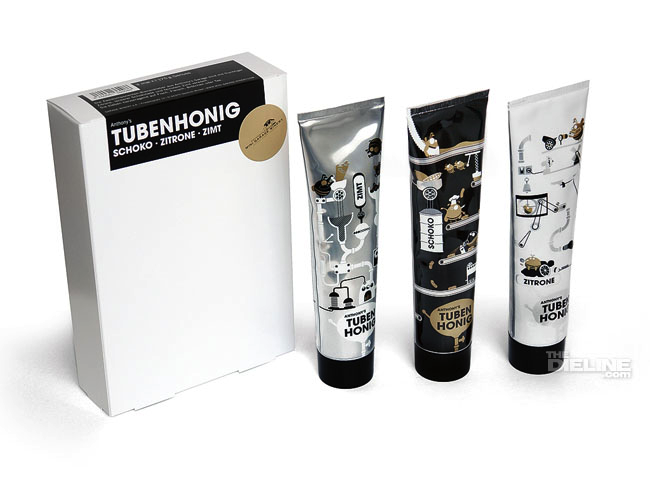 Anthony's
TUBENHONIG
SCHOKO · ZITRONE · ZIMT
ZIMT
ANTHONY'S
TUBEN
HONIG
SCHOKO
ANTHONY'S
TUBEN
HONIG
ZITRONE
ANTHONY'S
TUBEN
HONIG
THE
DIELINE
.com